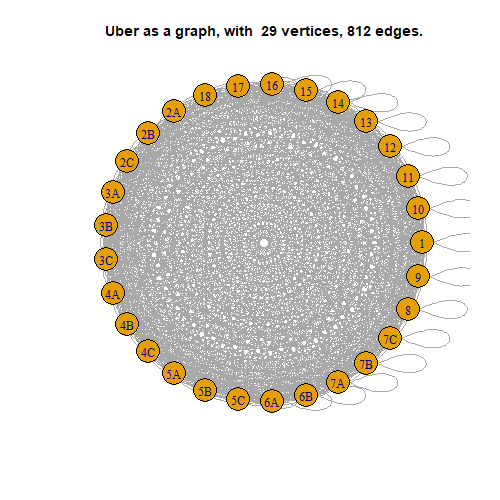 Uber as a graph, with  29 vertices, 812 edges.
16
17
15
18
14
2A
13
2B
12
2C
11
3A
10
3B
1
3C
9
4A
8
4B
7C
4C
7B
5A
7A
5B
6B
5C
6A